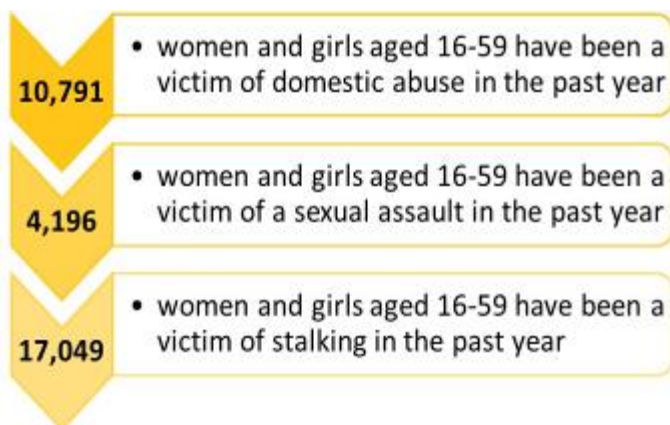 10,791
• women and girls aged 16-59 have been a
victim of domestic abuse in the past year
4,196
• women and girls aged 16-59 have been a
victim of a sexual assault in the past year
17,049
• women and girls aged 16-59 have been a
victim of stalking in the past year